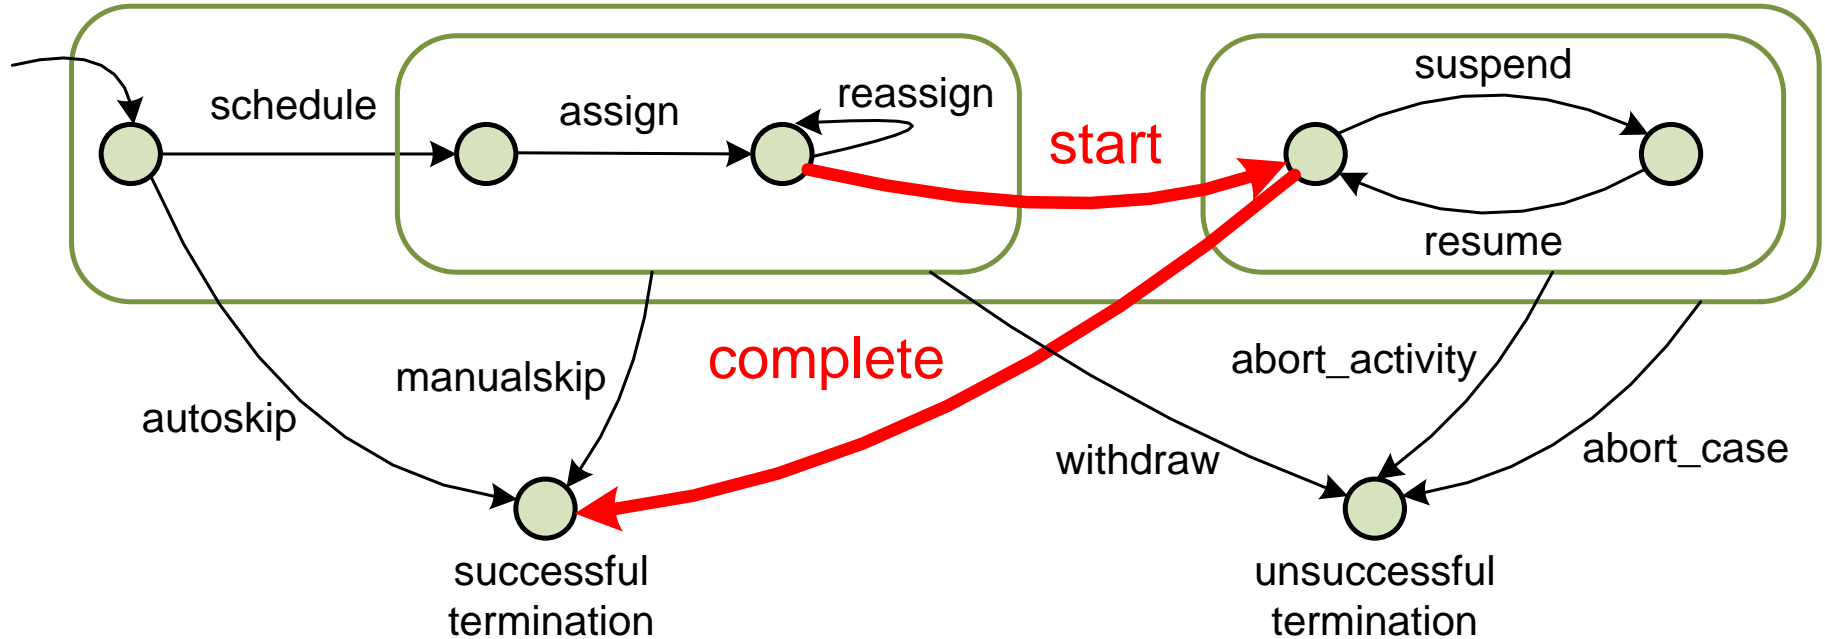 suspend
reassign
schedule
assign
start
resume
complete
manualskip
abort_activity
autoskip
withdraw
abort_case
successful
termination
unsuccessful
termination